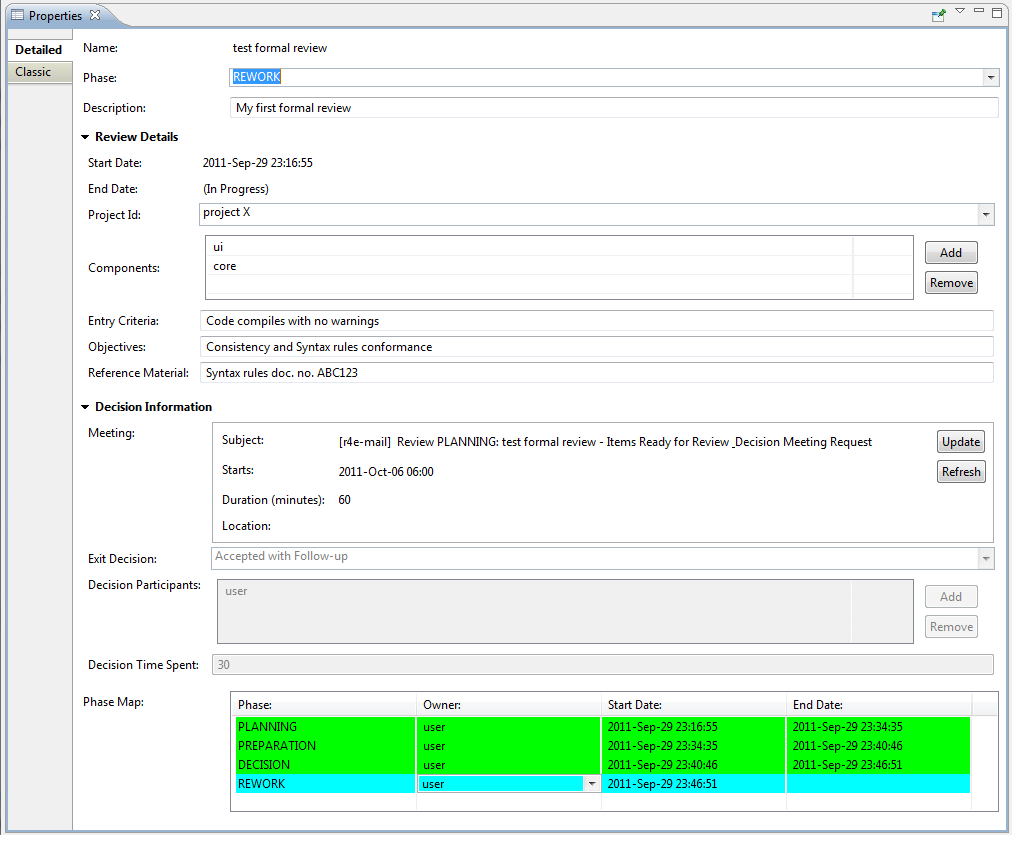 Properties
Detailed
Classic
Name: test formal review
Phase: REWORK
Description: My first formal review
Review Details
Start Date: 2011-Sep-29 23:16:55
End Date: (In Progress)
Project Id: project X
Components:
ui
core
Add
Remove
Entry Criteria: Code compiles with no warnings
Objectives: Consistency and Syntax rules conformance
Reference Material: Syntax rules doc. no. ABC123
Decision Information
Meeting:
Subject: [r4e-mail] Review PLANNING: test formal review - Items Ready for Review _Decision Meeting Request
Update
Starts: 2011-Oct-06 06:00
Refresh
Duration (minutes): 60
Location:
Exit Decision: Accepted with Follow-up
Decision Participants: user
Add
Remove
Decision Time Spent: 30
Phase Map:
Phase: Owner: Start Date: End Date:
PLANNING user 2011-Sep-29 23:16:55 2011-Sep-29 23:34:35
PREPARATION user 2011-Sep-29 23:34:35 2011-Sep-29 23:40:46
DECISION user 2011-Sep-29 23:40:46 2011-Sep-29 23:46:51
REWORK user 2011-Sep-29 23:46:51